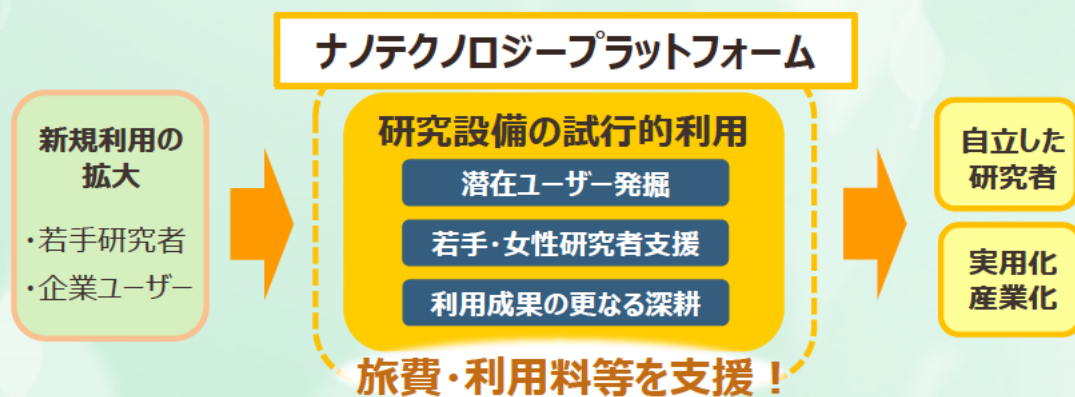 ナノテクノロジープラットフォーム
新規利用の
拡大
・若手研究者
・企業ユーザー
研究設備の試行的利用
潜在ユーザー発掘
若手・女性研究者支援
利用成果の更なる深耕
旅費・利用料等を支援！
自立した
研究者
実用化
産業化